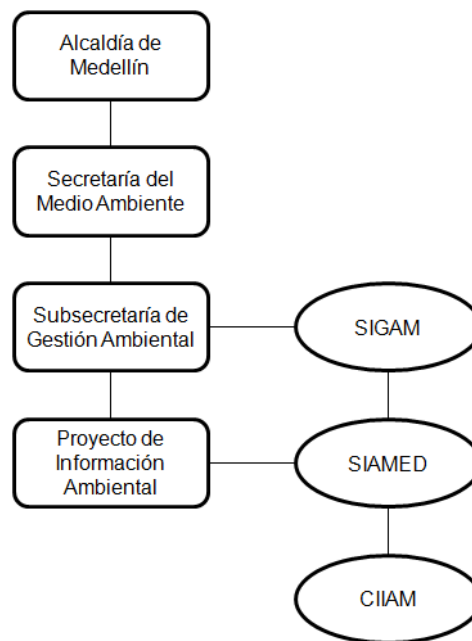 Alcaldía de
Medellín
Secretaría del
Medio Ambiente
Subsecretaría de
Gestión Ambiental
SIGAM
Proyecto de
Información
Ambiental
SIAMED
CIIAM